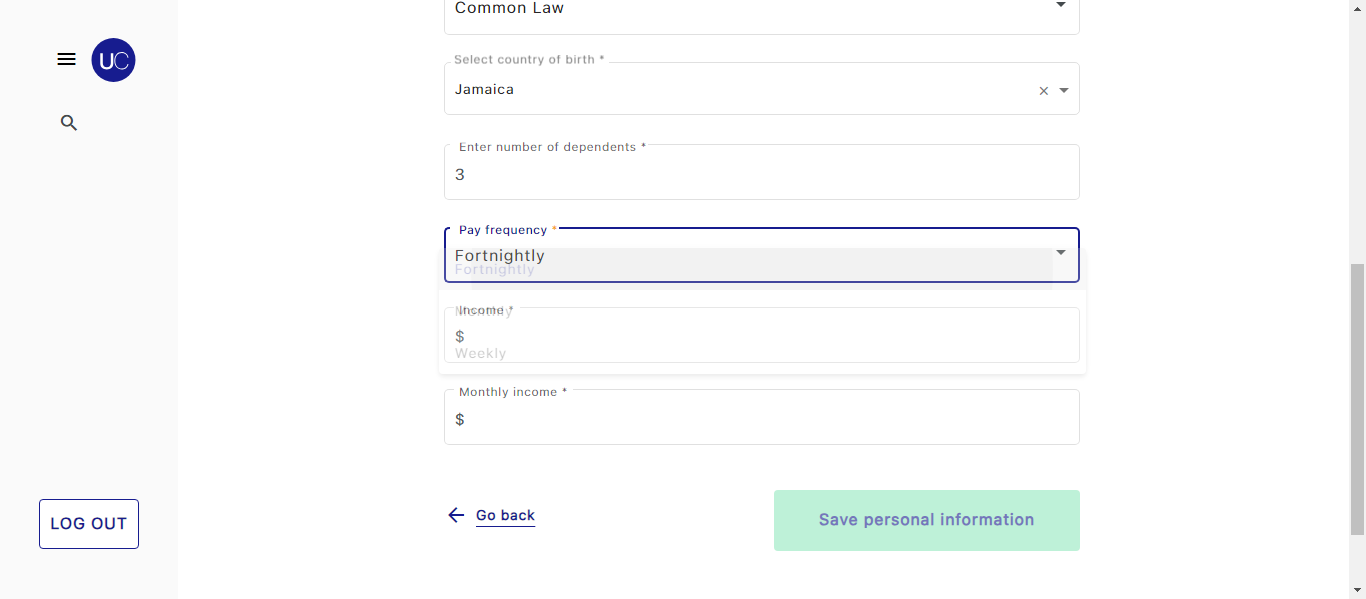 Common Law
UC
Select country of birth *
Jamaica
Enter number of dependents *
3
Pay frequency *
Fortnightly
Fortnightly
Income *
Monthly
$
Weekly
Monthly income *
$
LOG OUT
Go back
Save personal information